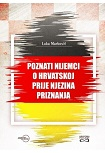 Luka Marković
POZNATI NIJEMCI
O HRVATSKOJ
PRIJE NJEZINA
PRIZNANJA